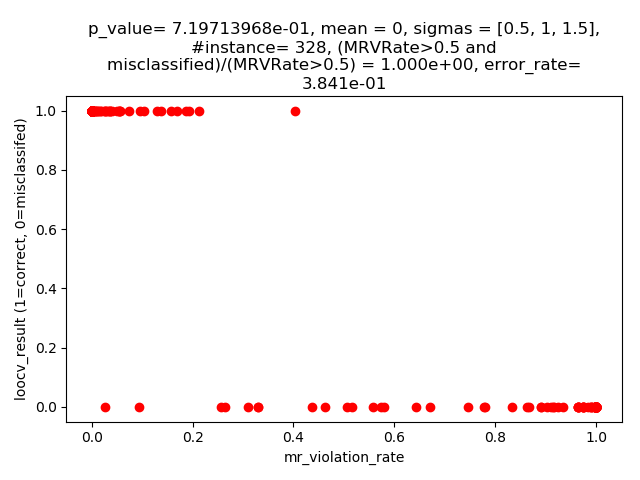 p_value= 7.19713968e-01, mean = 0, sigmas = [0.5, 1, 1.5],
#instance= 328, (MRVRate>0.5 and
misclassified)/(MRVRate>0.5) = 1.000e+00, error_rate=
3.841e-01
loocv_result (1=correct, 0=misclassifed)
1.0
0.8
0.6
0.4
0.2
0.0
0.0 0.2 0.4 0.6 0.8 1.0
mr_violation_rate